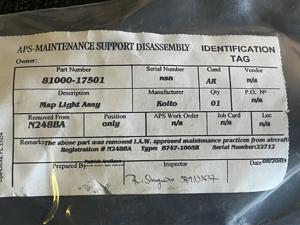 APS-MAINTENANCE SUPPORT DISASSEMBLY IDENTIFICATION TAG
Owner:
Part Number Serial Number Cond Vendor
81000-17501 nsn AR n/a
Description Manufacturer Qty P.O. Nº
Map Light Assy Koito 01 n/a
Removed From Position APS Work Order Job Card Loc
N248BA only n/a n/a n/a
Remarks The above part was removed I.A.W. approved maintenance practices from aircraft
Registration # N248BA Type: B747-100SR Serial Number:22712
Prepared By Inspector Date